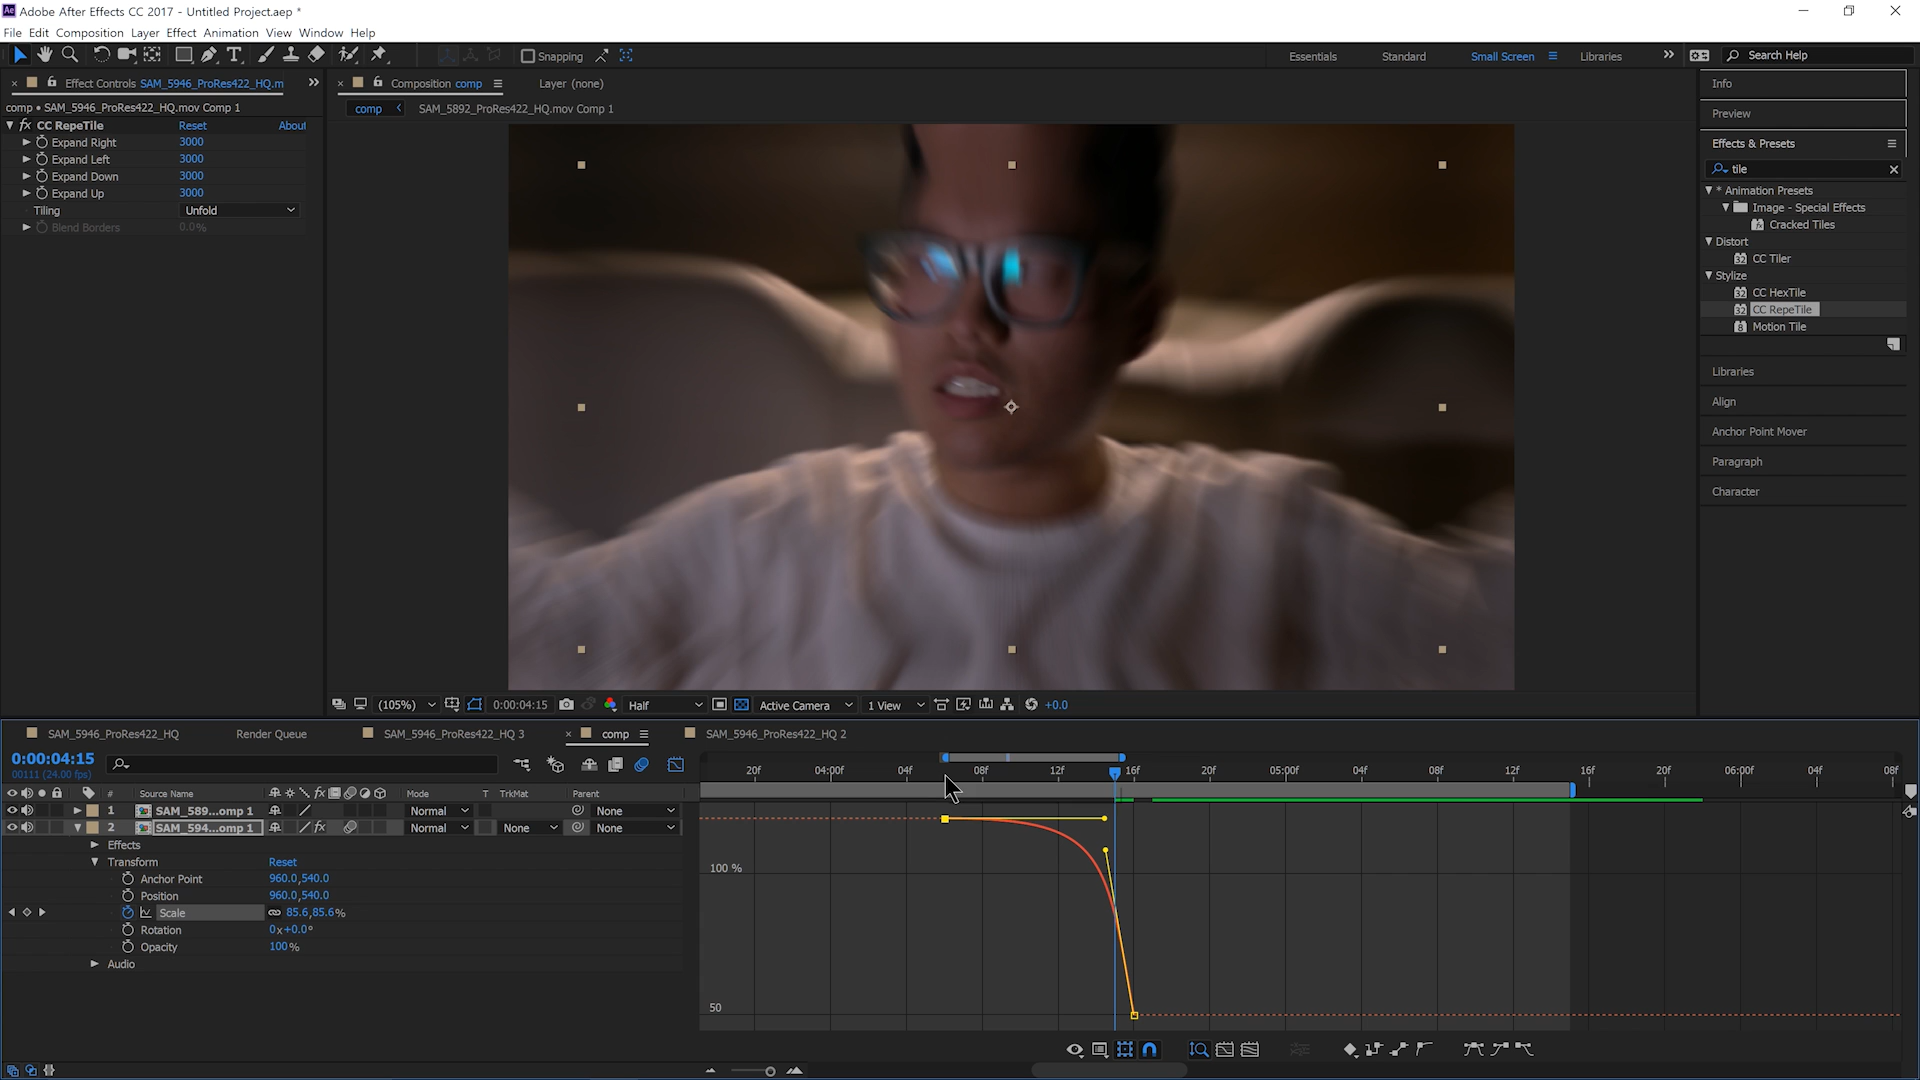 Adobe After Effects CC 2017 - Untitled Project.aep *
File Edit Composition Layer Effect Animation View Window Help
Snapping Essentials Standard Small Screen Libraries Search Help
Effect Controls SAM_5946_ProRes422_HQ.m Composition comp Layer (none) Info
comp • SAM_5946_ProRes422_HQ.mov Comp 1 comp SAM_5892_ProRes422_HQ.mov Comp 1
Preview
fx CC RepeTile Reset About
Expand Right 3000
Expand Left 3000
Expand Down 3000
Expand Up 3000
Tiling Unfold
Blend Borders 0.0%
Effects & Presets
tile
* Animation Presets
Image - Special Effects
Cracked Tiles
Distort
CC Tiler
Stylize
CC HexTile
CC RepeTile
Motion Tile
Libraries
Align
Anchor Point Mover
Paragraph
Character
(105%) 0:00:04:15 Half Active Camera 1 View +0.0
SAM_5946_ProRes422_HQ Render Queue SAM_5946_ProRes422_HQ 3 comp SAM_5946_ProRes422_HQ 2
0:00:04:15
00111 (24.00 fps)
20f 04:00f 04f 08f 12f 16f 20f 05:00f 04f 08f 12f 16f 20f 06:00f 04f 08f
# Source Name fx Mode T TrkMat Parent
1 SAM_589...omp 1 Normal None
2 SAM_594...omp 1 fx Normal None None
Effects
Transform Reset
Anchor Point 960.0,540.0
Position 960.0,540.0
Scale 85.6,85.6%
Rotation 0x+0.0°
Opacity 100%
Audio
100 %
50